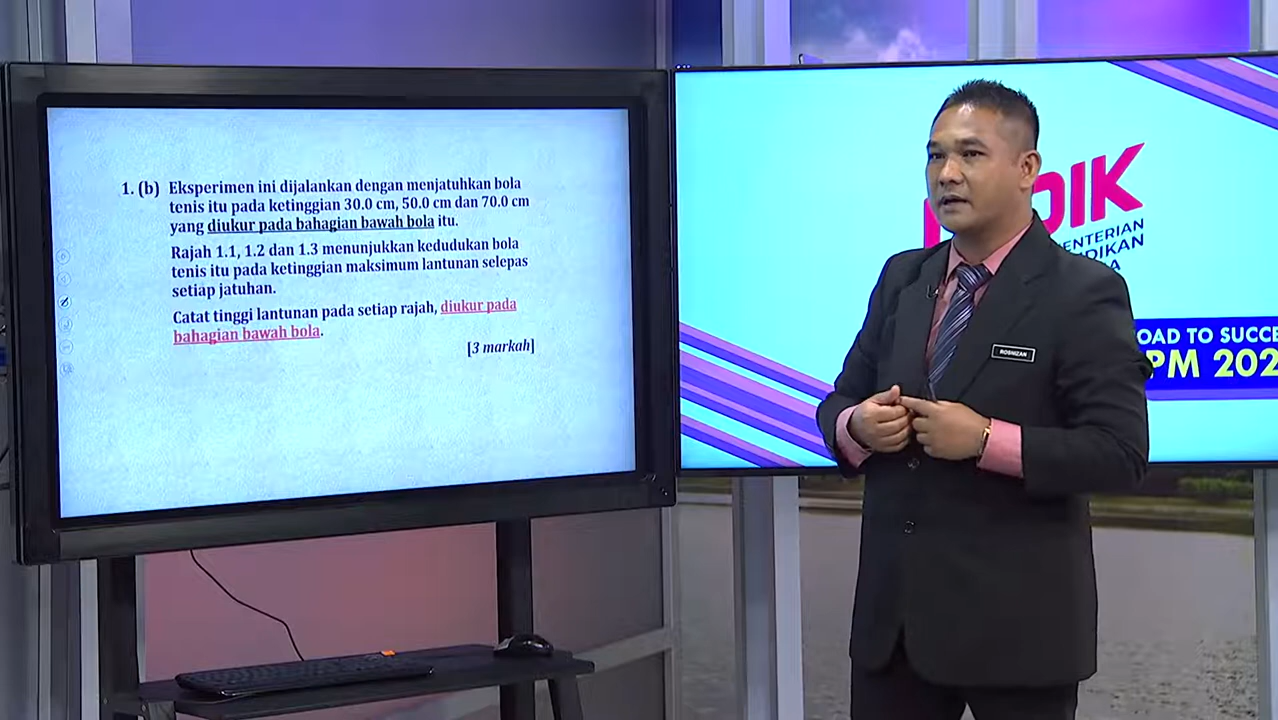 1. (b) Eksperimen ini dijalankan dengan menjatuhkan bola
tenis itu pada ketinggian 30.0 cm, 50.0 cm dan 70.0 cm
yang diukur pada bahagian bawah bola itu.
Rajah 1.1, 1.2 dan 1.3 menunjukkan kedudukan bola
tenis itu pada ketinggian maksimum lantunan selepas
setiap jatuhan.
Catat tinggi lantunan pada setiap rajah, diukur pada
bahagian bawah bola.
[3 markah]
DIK
ENTERIAN
DIKAN
A
OAD TO SUCCE
PM 202
ROSNIZAN